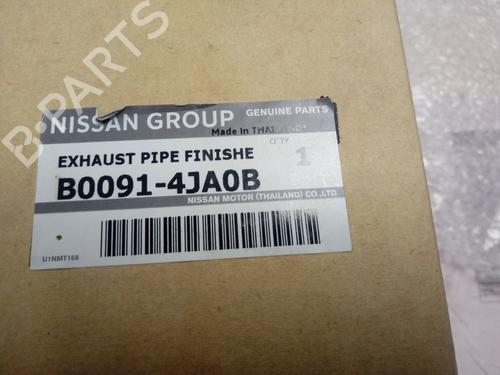 B-PARTS
NISSAN GROUP
GENUINE PARTS
Made in THAILAND
Q'TY
EXHAUST PIPE FINISHE
1
B0091-4JA0B
NISSAN MOTOR (THAILAND) CO.,LTD.
U1NMT168